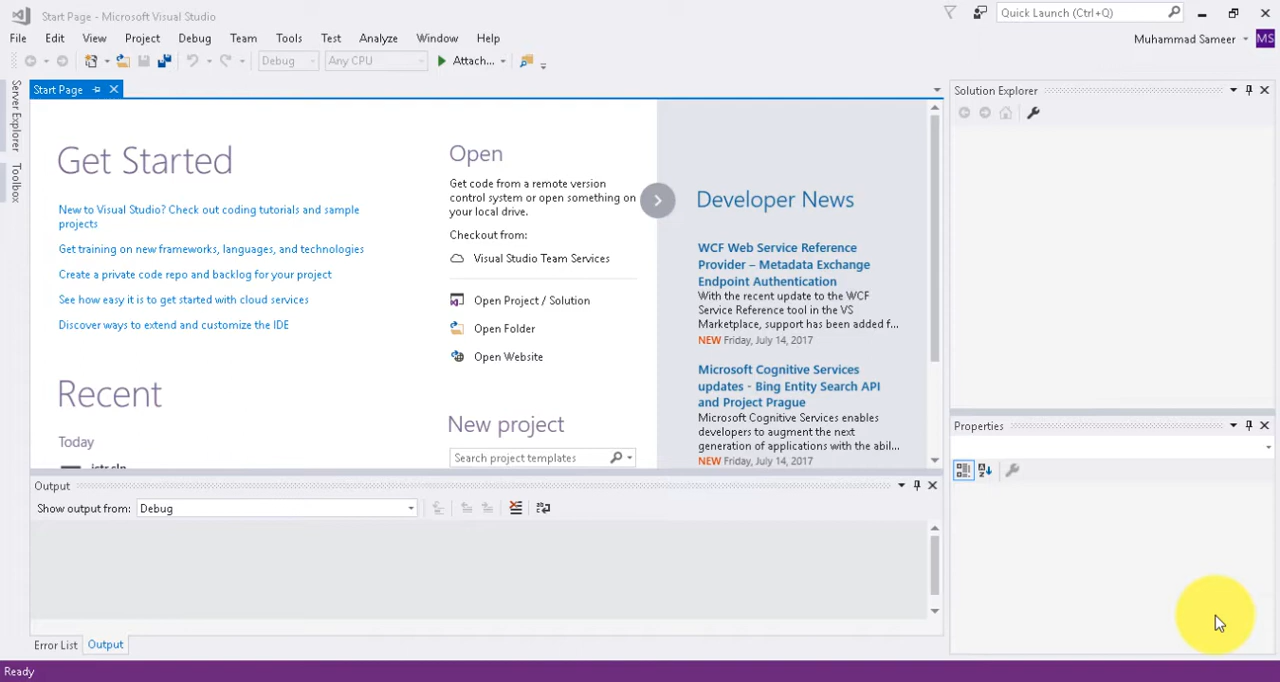 Start Page - Microsoft Visual Studio
Quick Launch (Ctrl+Q)
File Edit View Project Debug Team Tools Test Analyze Window Help
Muhammad Sameer MS
Debug Any CPU Attach...
Server Explorer
Toolbox
Start Page
Get Started
New to Visual Studio? Check out coding tutorials and sample
projects
Get training on new frameworks, languages, and technologies
Create a private code repo and backlog for your project
See how easy it is to get started with cloud services
Discover ways to extend and customize the IDE
Recent
Today
Open
Get code from a remote version
control system or open something on
your local drive.
Checkout from:
Visual Studio Team Services
Open Project / Solution
Open Folder
Open Website
New project
Search project templates
Developer News
WCF Web Service Reference
Provider – Metadata Exchange
Endpoint Authentication
With the recent update to the WCF
Service Reference tool in the VS
Marketplace, support has been added f...
NEW Friday, July 14, 2017
Microsoft Cognitive Services
updates - Bing Entity Search API
and Project Prague
Microsoft Cognitive Services enables
developers to augment the next
generation of applications with the abil...
NEW Friday, July 14, 2017
Solution Explorer
Properties
Output
Show output from: Debug
Error List Output
Ready